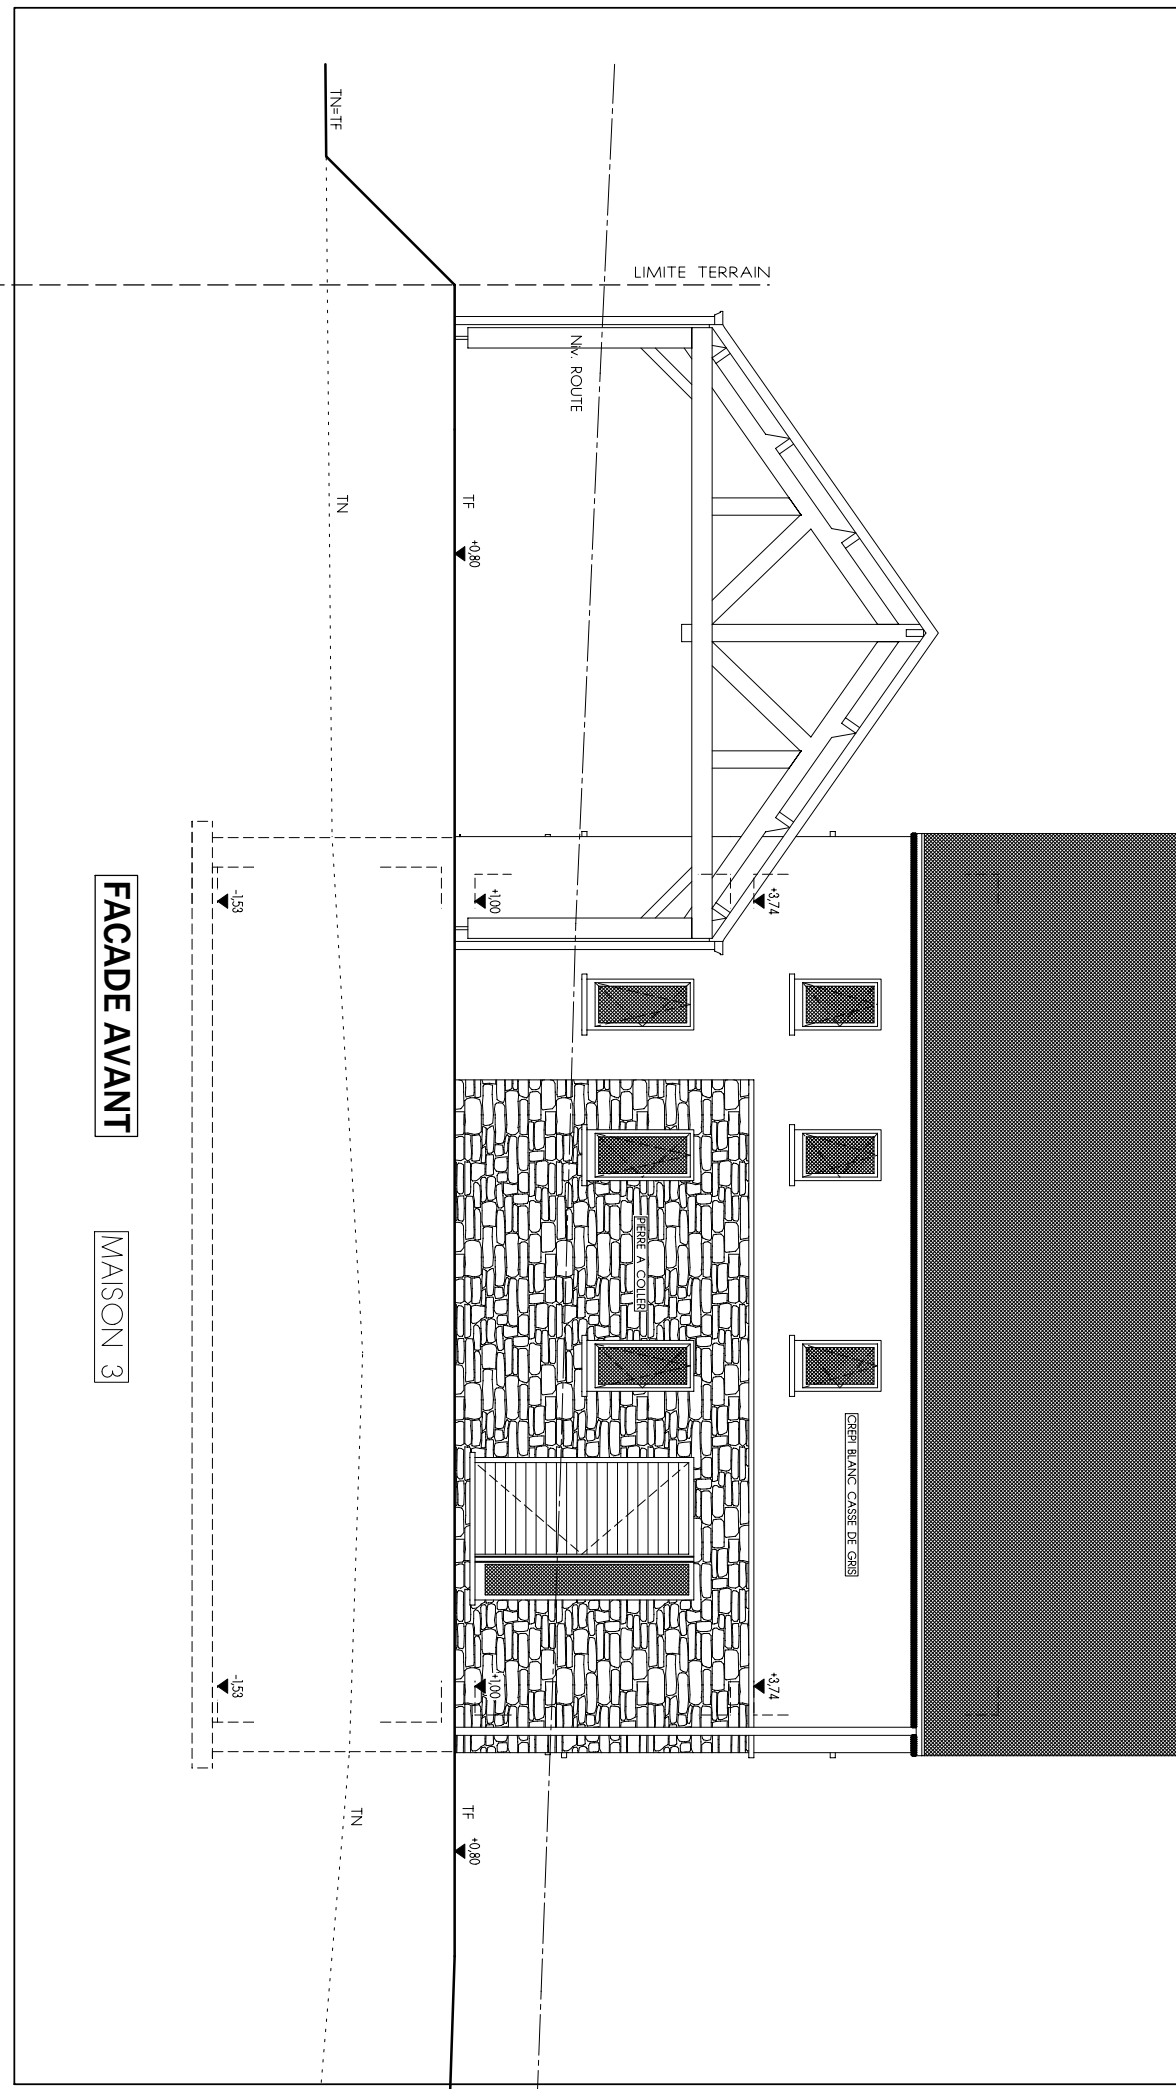 TN=TF
LIMITE TERRAIN
Niv. ROUTE
TN
TF
+0,80
+3,74
+1,00
-1,53
PIERRE A COLLER
CREPI BLANC CASSE DE GRIS
+3,74
+1,00
-1,53
TN
TF
+0,80
FACADE AVANT
MAISON 3